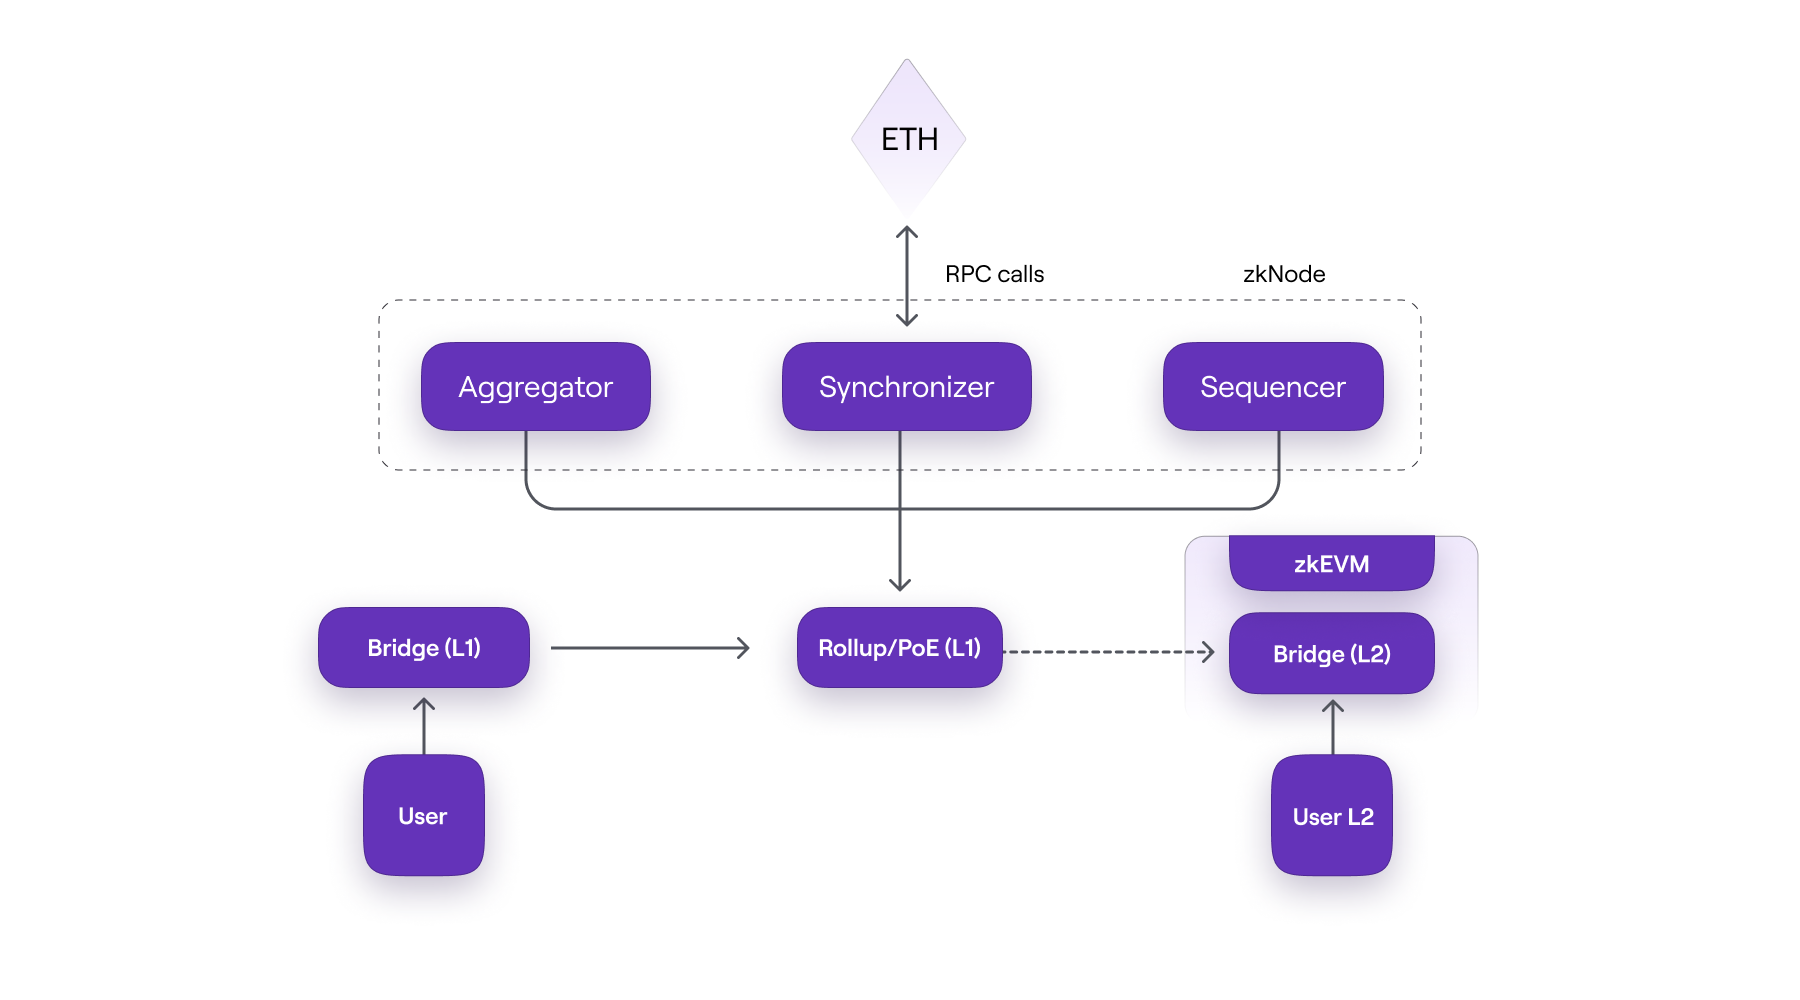 ETH
RPC calls
zkNode
Aggregator
Synchronizer
Sequencer
zkEVM
Bridge (L1)
Rollup/PoE (L1)
Bridge (L2)
User
User L2